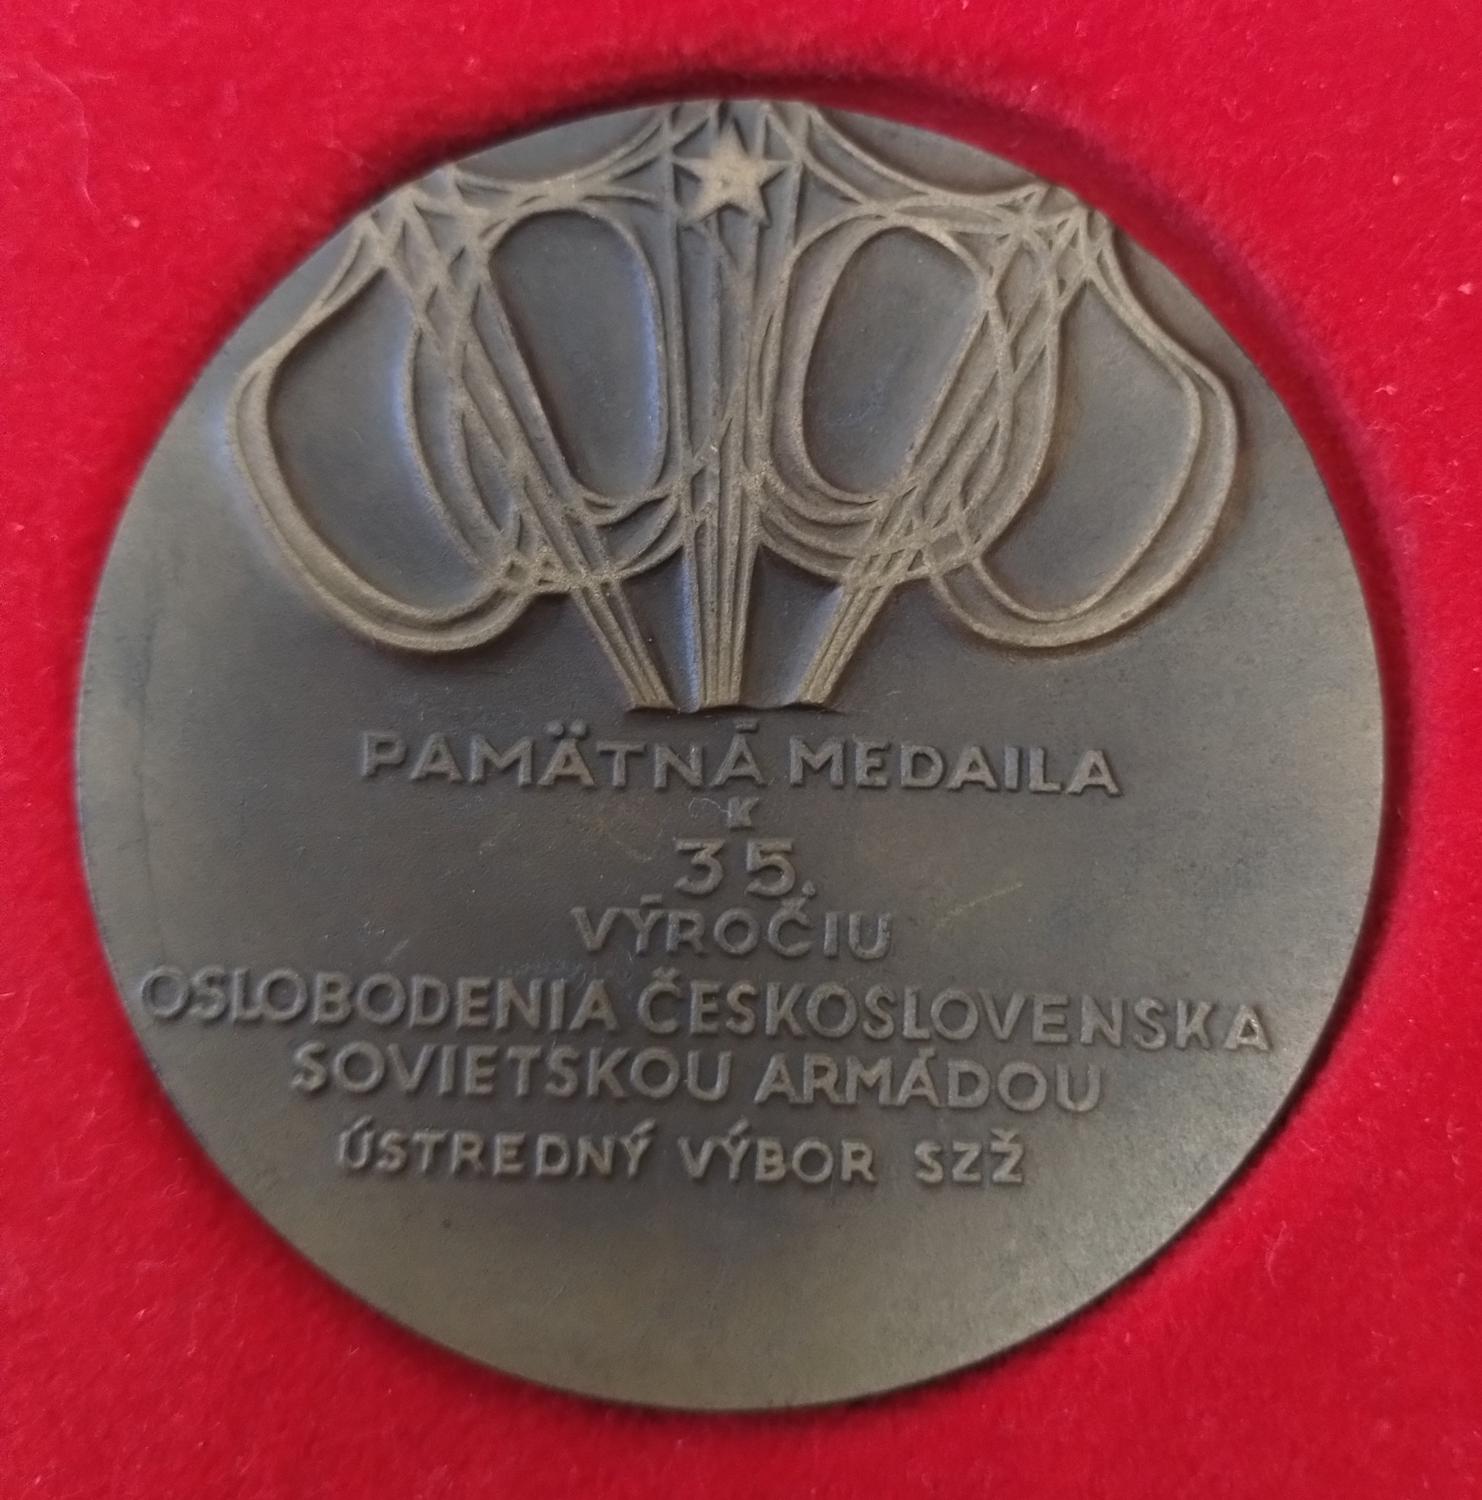 PAMÄTNÁ MEDAILA
K
35.
VÝROČIU
OSLOBODENIA ČESKOSLOVENSKA
SOVIETSKOU ARMÁDOU
ÚSTREDNÝ VÝBOR SZŽ